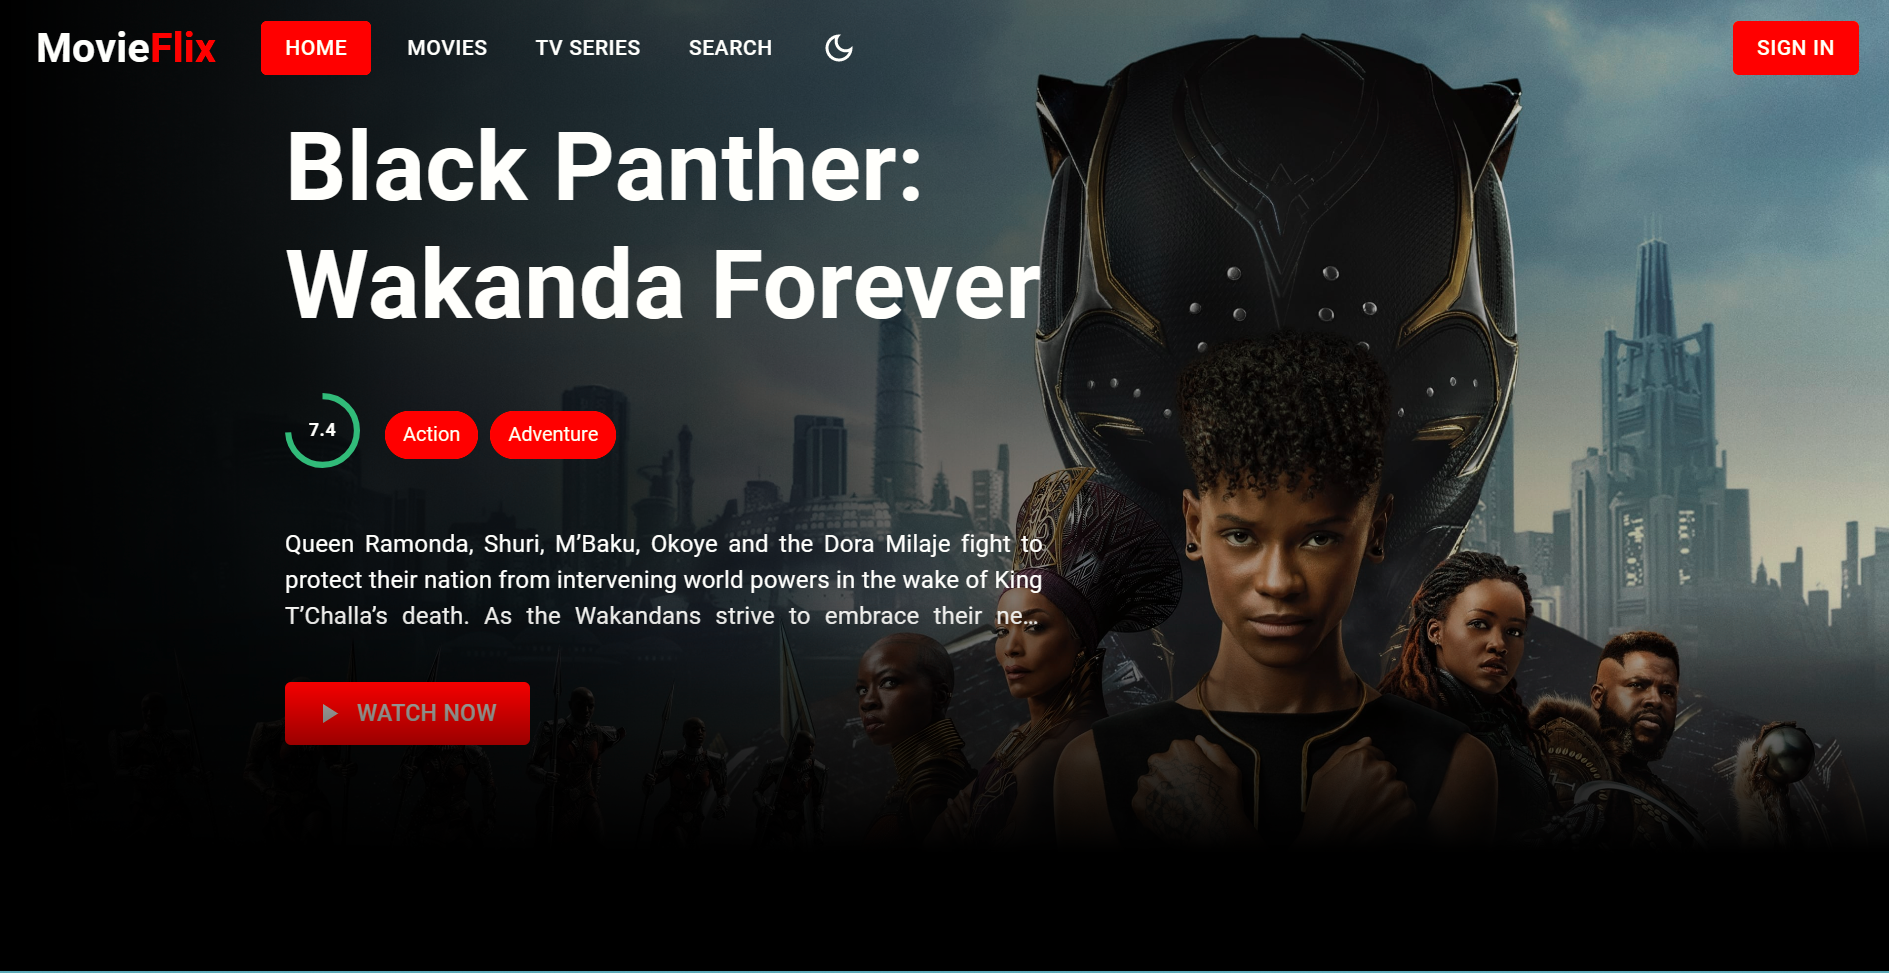 MovieFlix HOME MOVIES TV SERIES SEARCH SIGN IN
Black Panther:
Wakanda Forever
7.4 Action Adventure
Queen Ramonda, Shuri, M’Baku, Okoye and the Dora Milaje fight to
protect their nation from intervening world powers in the wake of King
T’Challa’s death. As the Wakandans strive to embrace their ne…
WATCH NOW